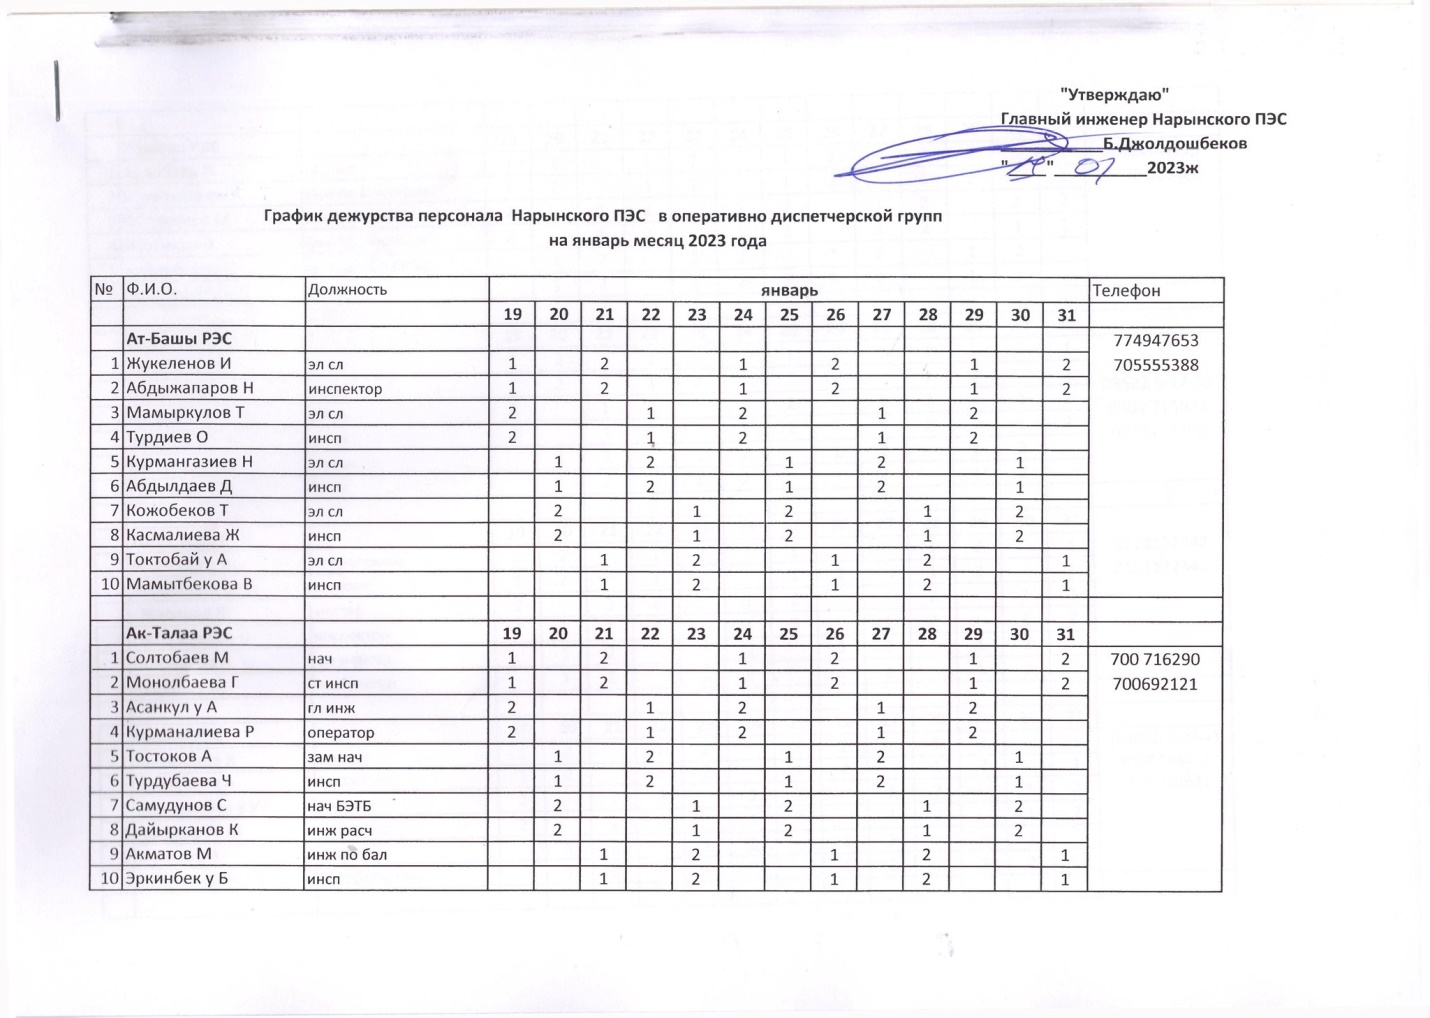 "Утверждаю"
Главный инженер Нарынского ПЭС
____________Б.Джолдошбеков
"____"___________2023ж
График дежурства персонала Нарынского ПЭС в оперативно диспетчерской групп
на январь месяц 2023 года
№ Ф.И.О. Должность январь Телефон
19 20 21 22 23 24 25 26 27 28 29 30 31
Ат-Башы РЭС 774947653
1 Жукеленов И эл сл 1 2 1 2 1 2 705555388
2 Абдыжапаров Н инспектор 1 2 1 2 1 2
3 Мамыркулов Т эл сл 2 1 2 1 2
4 Турдиев О инсп 2 1 2 1 2
5 Курмангазиев Н эл сл 1 2 1 2 1
6 Абдылдаев Д инсп 1 2 1 2 1
7 Кожобеков Т эл сл 2 1 2 1 2
8 Касмалиева Ж инсп 2 1 2 1 2
9 Токтобай у А эл сл 1 2 1 2 1
10 Мамытбекова В инсп 1 2 1 2 1
Ак-Талаа РЭС 19 20 21 22 23 24 25 26 27 28 29 30 31
1 Солтобаев М нач 1 2 1 2 1 2 700 716290
2 Монолбаева Г ст инсп 1 2 1 2 1 2 700692121
3 Асанкул у А гл инж 2 1 2 1 2
4 Курманалиева Р оператор 2 1 2 1 2
5 Тостоков А зам нач 1 2 1 2 1
6 Турдубаева Ч инсп 1 2 1 2 1
7 Самудунов С нач БЭТБ 2 1 2 1 2
8 Дайырканов К инж расч 2 1 2 1 2
9 Акматов М инж по бал 1 2 1 2 1
10 Эркинбек у Б инсп 1 2 1 2 1